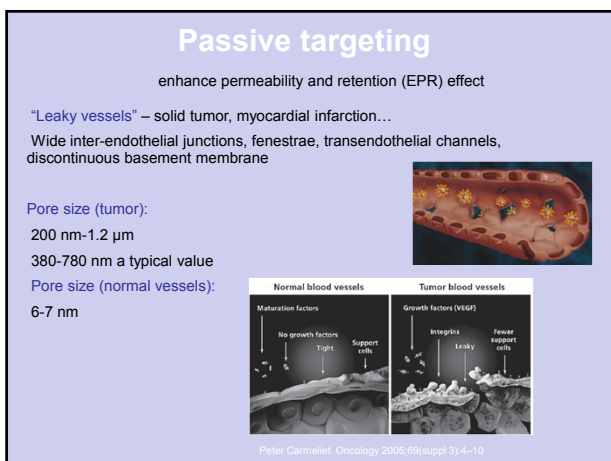 Passive targeting
enhance permeability and retention (EPR) effect
“Leaky vessels” – solid tumor, myocardial infarction…
Wide inter-endothelial junctions, fenestrae, transendothelial channels,
discontinuous basement membrane
Pore size (tumor):
200 nm-1.2 μm
380-780 nm a typical value
Pore size (normal vessels):
6-7 nm
Normal blood vessels
Maturation factors
No growth factors
Tight
Support
cells
Tumor blood vessels
Growth factors (VEGF)
Integrins
Leaky
Fewer
support
cells
Peter Carmeliet. Oncology 2005;69(suppl 3):4–10